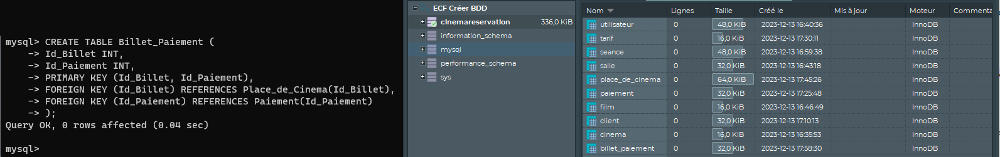 mysql> CREATE TABLE Billet_Paiement (
-> Id_Billet INT,
-> Id_Paiement INT,
-> PRIMARY KEY (Id_Billet, Id_Paiement),
-> FOREIGN KEY (Id_Billet) REFERENCES Place_de_Cinema(Id_Billet),
-> FOREIGN KEY (Id_Paiement) REFERENCES Paiement(Id_Paiement)
-> );
Query OK, 0 rows affected (0.04 sec)
mysql>
ECF Créer BDD
cinemareservation 336,0 KiB
information_schema
mysql
performance_schema
sys
Nom Lignes Taille Créé le Mis à jour Moteur Commenta
utilisateur 0 48,0 KiB 2023-12-13 16:40:36 InnoDB
tarif 0 16,0 KiB 2023-12-13 17:30:11 InnoDB
seance 0 48,0 KiB 2023-12-13 16:59:38 InnoDB
salle 0 32,0 KiB 2023-12-13 16:43:18 InnoDB
place_de_cinema 0 64,0 KiB 2023-12-13 17:45:26 InnoDB
paiement 0 32,0 KiB 2023-12-13 17:25:48 InnoDB
film 0 16,0 KiB 2023-12-13 16:46:49 InnoDB
client 0 32,0 KiB 2023-12-13 17:10:13 InnoDB
cinema 0 16,0 KiB 2023-12-13 16:35:53 InnoDB
billet_paiement 0 32,0 KiB 2023-12-13 17:58:30 InnoDB